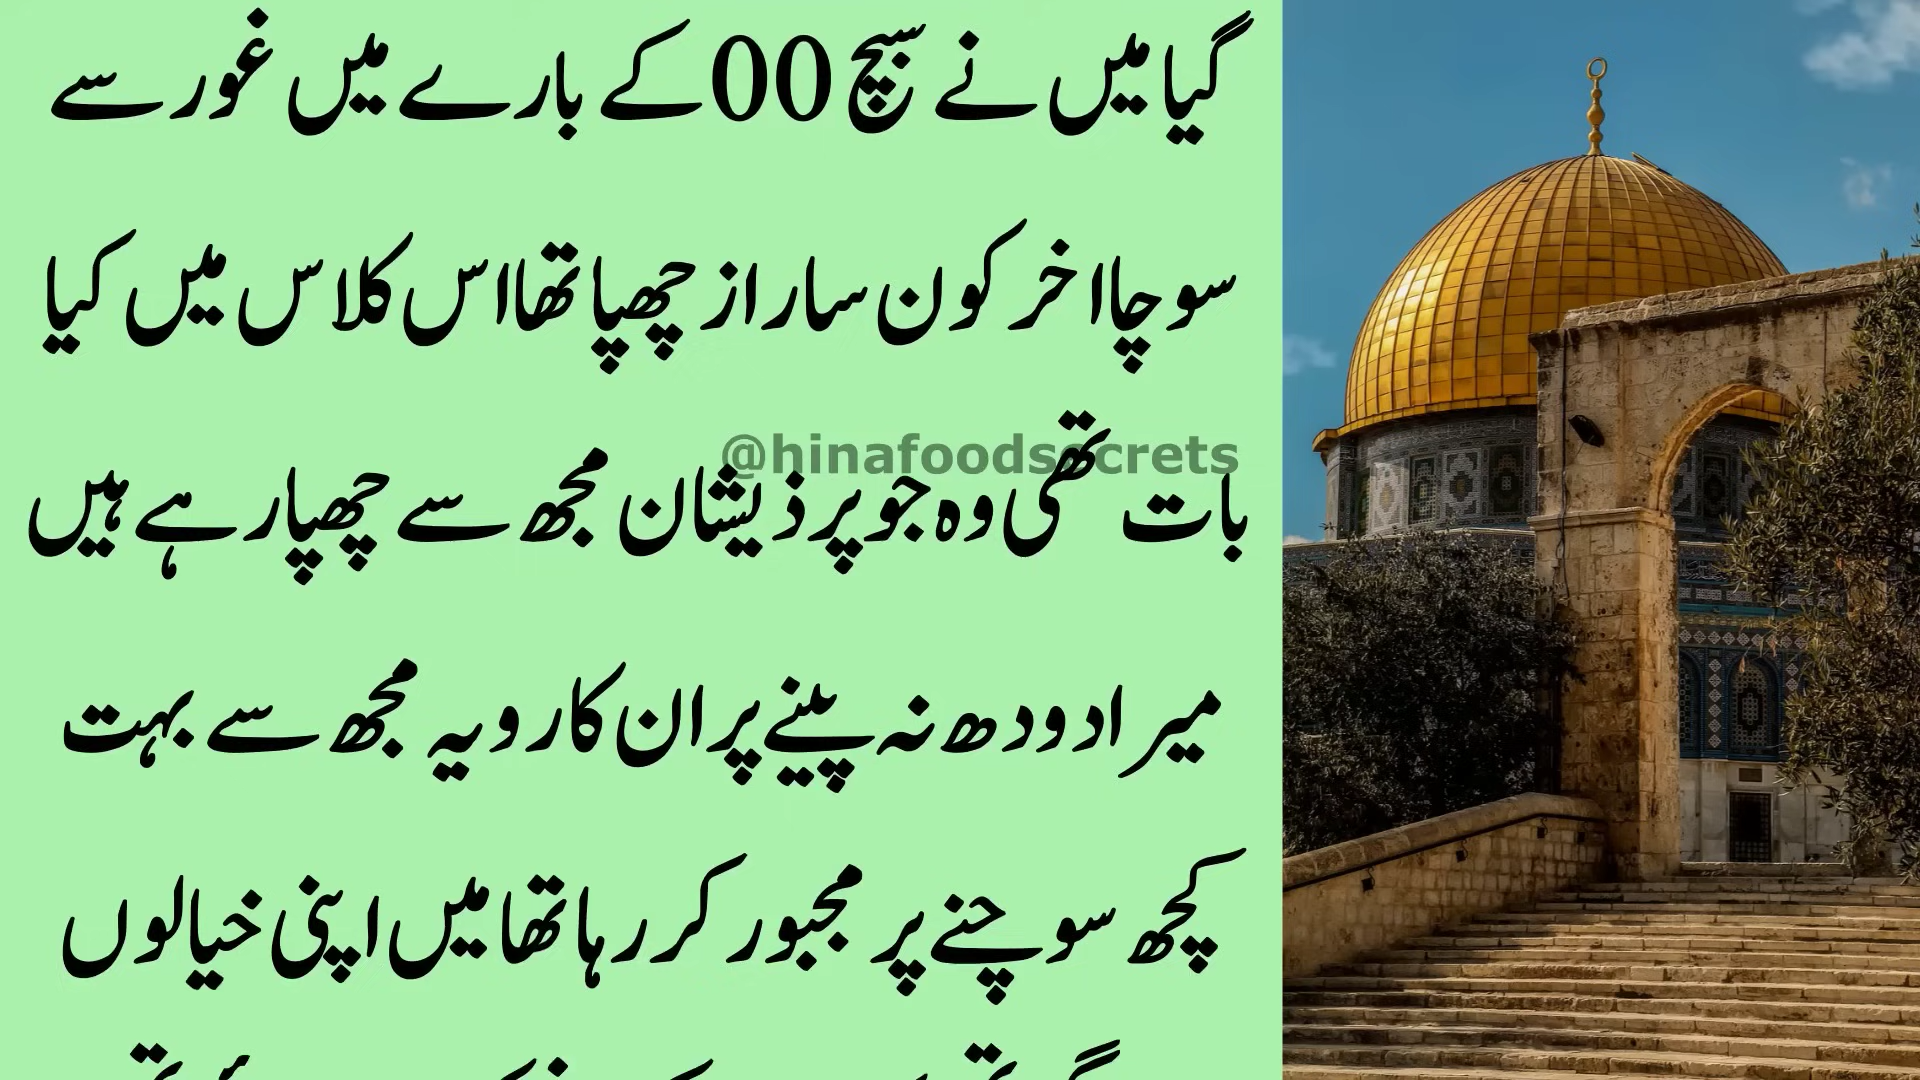 گیا میں نے سبچ 00 کے بارے میں غور سے
سوچا اخر کون سا راز چھپا تھا اس کلاس میں کیا
@hinafoodsecrets
بات تھی وہ جو پر ذیشان مجھ سے چھپا رہے ہیں
میرا دودھ نہ پینے پر ان کا رویہ مجھ سے بہت
کچھ سوچنے پر مجبور کر رہا تھا میں اپنی خیالوں